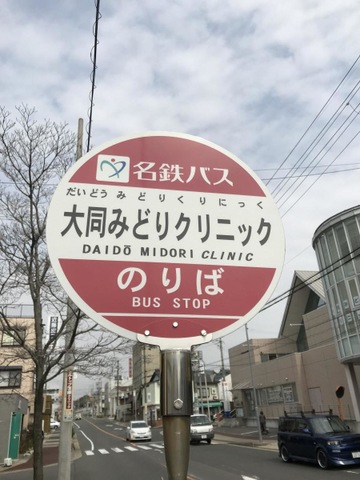 名鉄バス
だいどうみどりくりにっく
大同みどりクリニック
DAIDŌ MIDORI CLINIC
のりば
BUS STOP